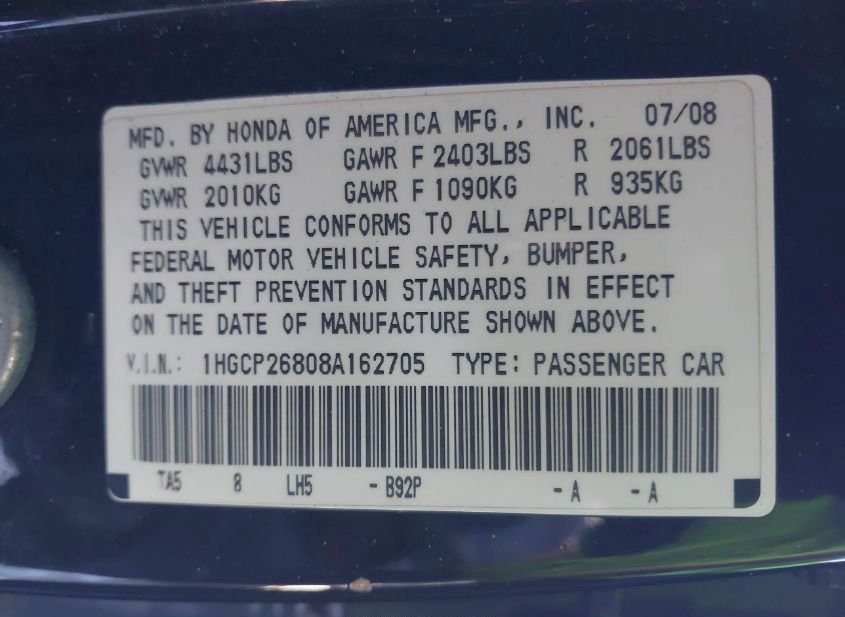 MFD. BY HONDA OF AMERICA MFG., INC. 07/08
GVWR 4431LBS GAWR F 2403LBS R 2061LBS
GVWR 2010KG GAWR F 1090KG R 935KG
THIS VEHICLE CONFORMS TO ALL APPLICABLE
FEDERAL MOTOR VEHICLE SAFETY, BUMPER,
AND THEFT PREVENTION STANDARDS IN EFFECT
ON THE DATE OF MANUFACTURE SHOWN ABOVE.
V.I.N.: 1HGCP26808A162705 TYPE: PASSENGER CAR
TA5 8 LH5 - B92P - A - A